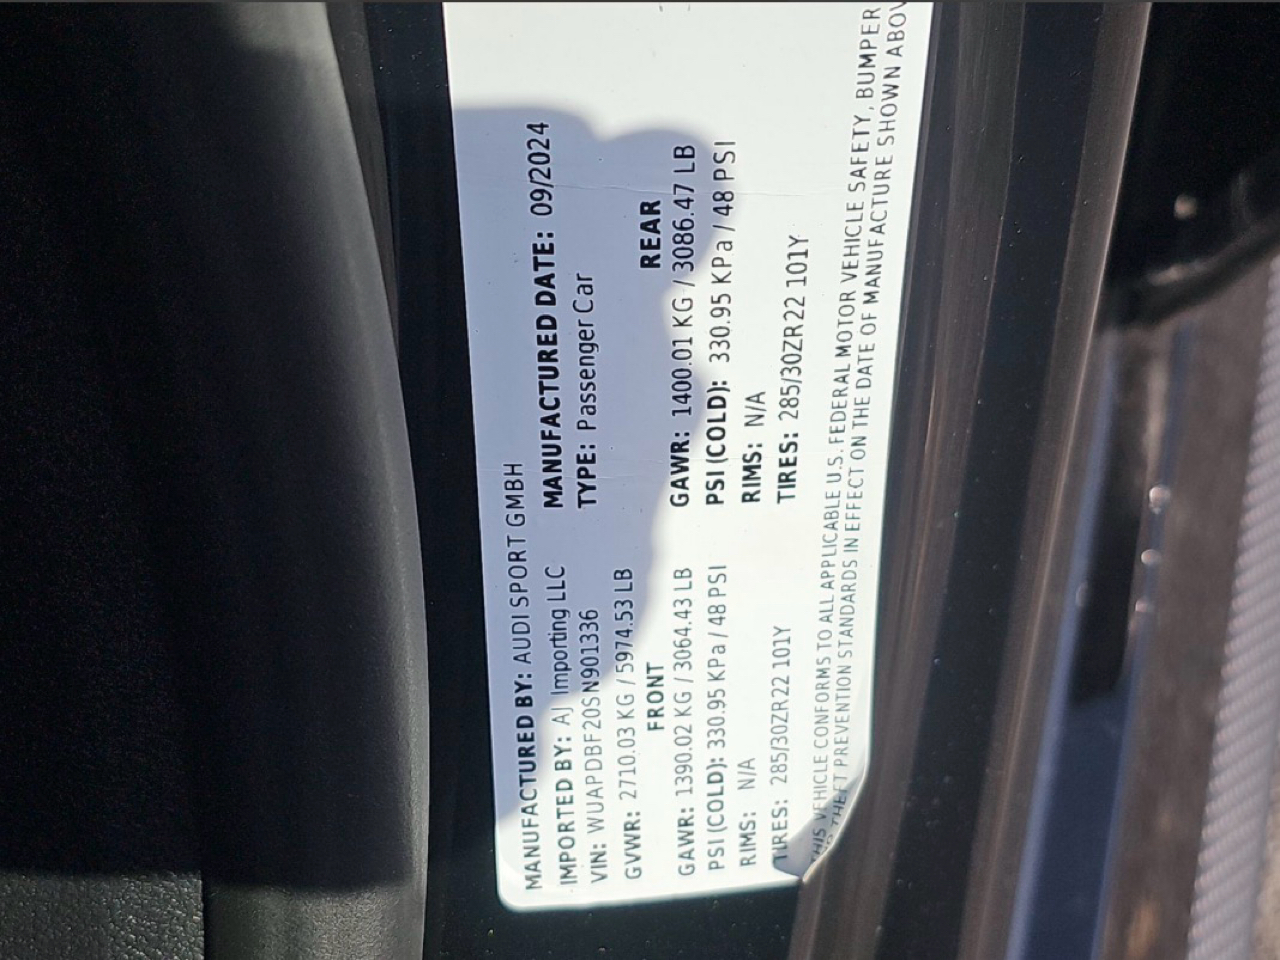 MANUFACTURED BY: AUDI SPORT GMBH
IMPORTED BY: AJ Importing LLC MANUFACTURED DATE: 09/2024
VIN: WUAPDBF20SN901336 TYPE: Passenger Car
GVWR: 2710.03 KG / 5974.53 LB
FRONT REAR
GAWR: 1390.02 KG / 3064.43 LB GAWR: 1400.01 KG / 3086.47 LB
PSI (COLD): 330.95 KPa / 48 PSI PSI (COLD): 330.95 KPa / 48 PSI
RIMS: N/A RIMS: N/A
TIRES: 285/30ZR22 101Y TIRES: 285/30ZR22 101Y
THIS VEHICLE CONFORMS TO ALL APPLICABLE U.S. FEDERAL MOTOR VEHICLE SAFETY, BUMPER
THEFT PREVENTION STANDARDS IN EFFECT ON THE DATE OF MANUFACTURE SHOWN